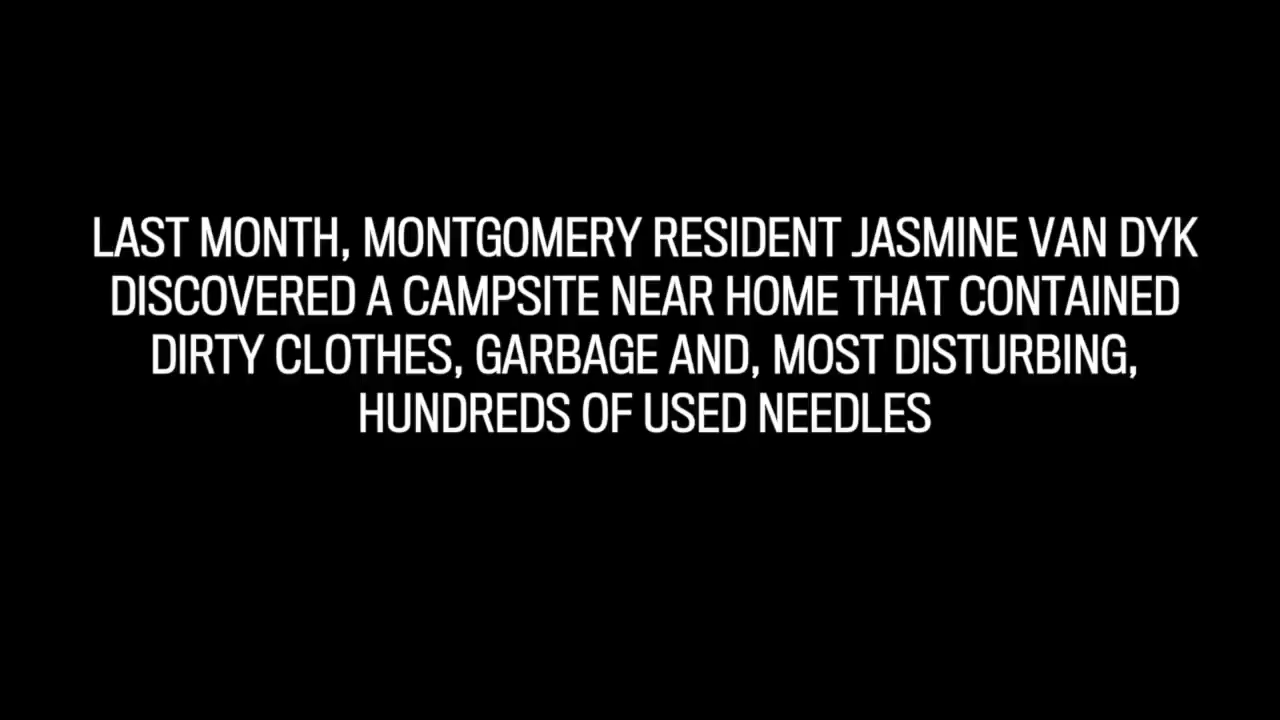 LAST MONTH, MONTGOMERY RESIDENT JASMINE VAN DYK
DISCOVERED A CAMPSITE NEAR HOME THAT CONTAINED
DIRTY CLOTHES, GARBAGE AND, MOST DISTURBING,
HUNDREDS OF USED NEEDLES